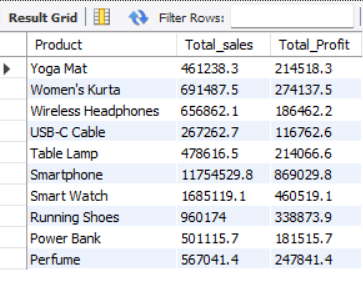 Result Grid Filter Rows:
Product Total_sales Total_Profit
Yoga Mat 461238.3 214518.3
Women's Kurta 691487.5 274137.5
Wireless Headphones 656862.1 186462.2
USB-C Cable 267262.7 116762.6
Table Lamp 478616.5 214066.6
Smartphone 11754529.8 869029.8
Smart Watch 1685119.1 460519.1
Running Shoes 960174 338873.9
Power Bank 501115.7 181515.7
Perfume 567041.4 247841.4